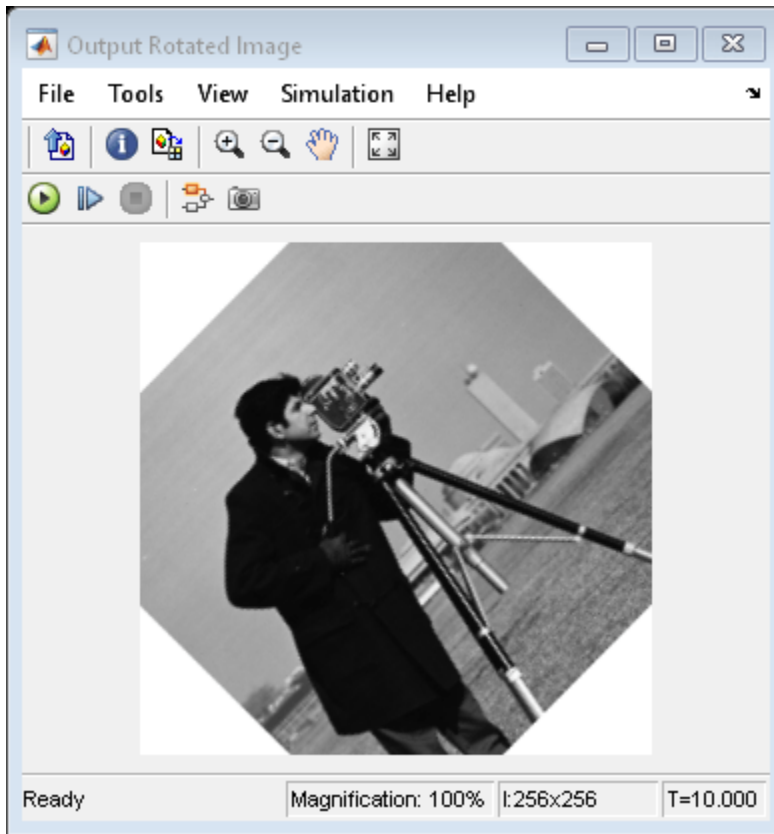 Output Rotated Image
File Tools View Simulation Help
Ready Magnification: 100% I:256x256 T=10.000